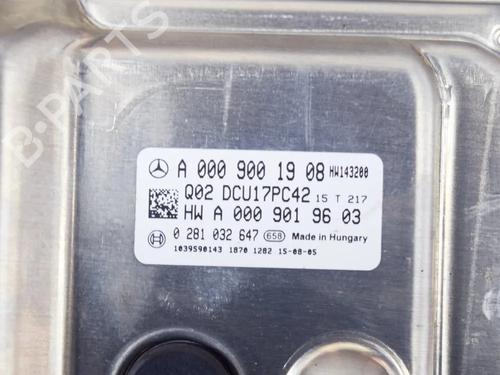 B-PARTS
A 000 900 19 08 HW143200
Q02 DCU17PC42 15 T 217
HW A 000 901 96 03
0 281 032 647 658 Made in Hungary
1039S90143 1870 1282 15-08-05